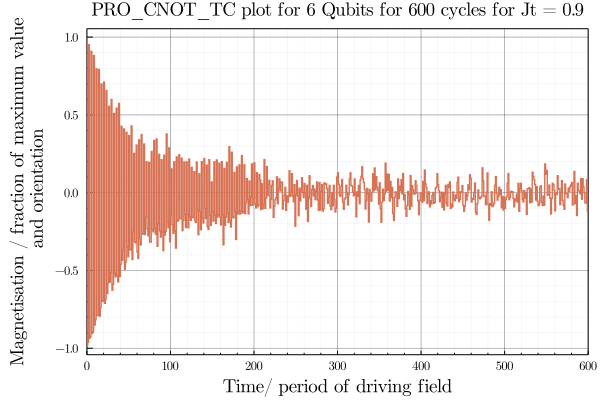 PRO_CNOT_TC plot for 6 Qubits for 600 cycles for Jt = 0.9
Magnetisation / fraction of maximum value
and orientation
1.0
0.5
0.0
−0.5
−1.0
0 100 200 300 400 500 600
Time/ period of driving field